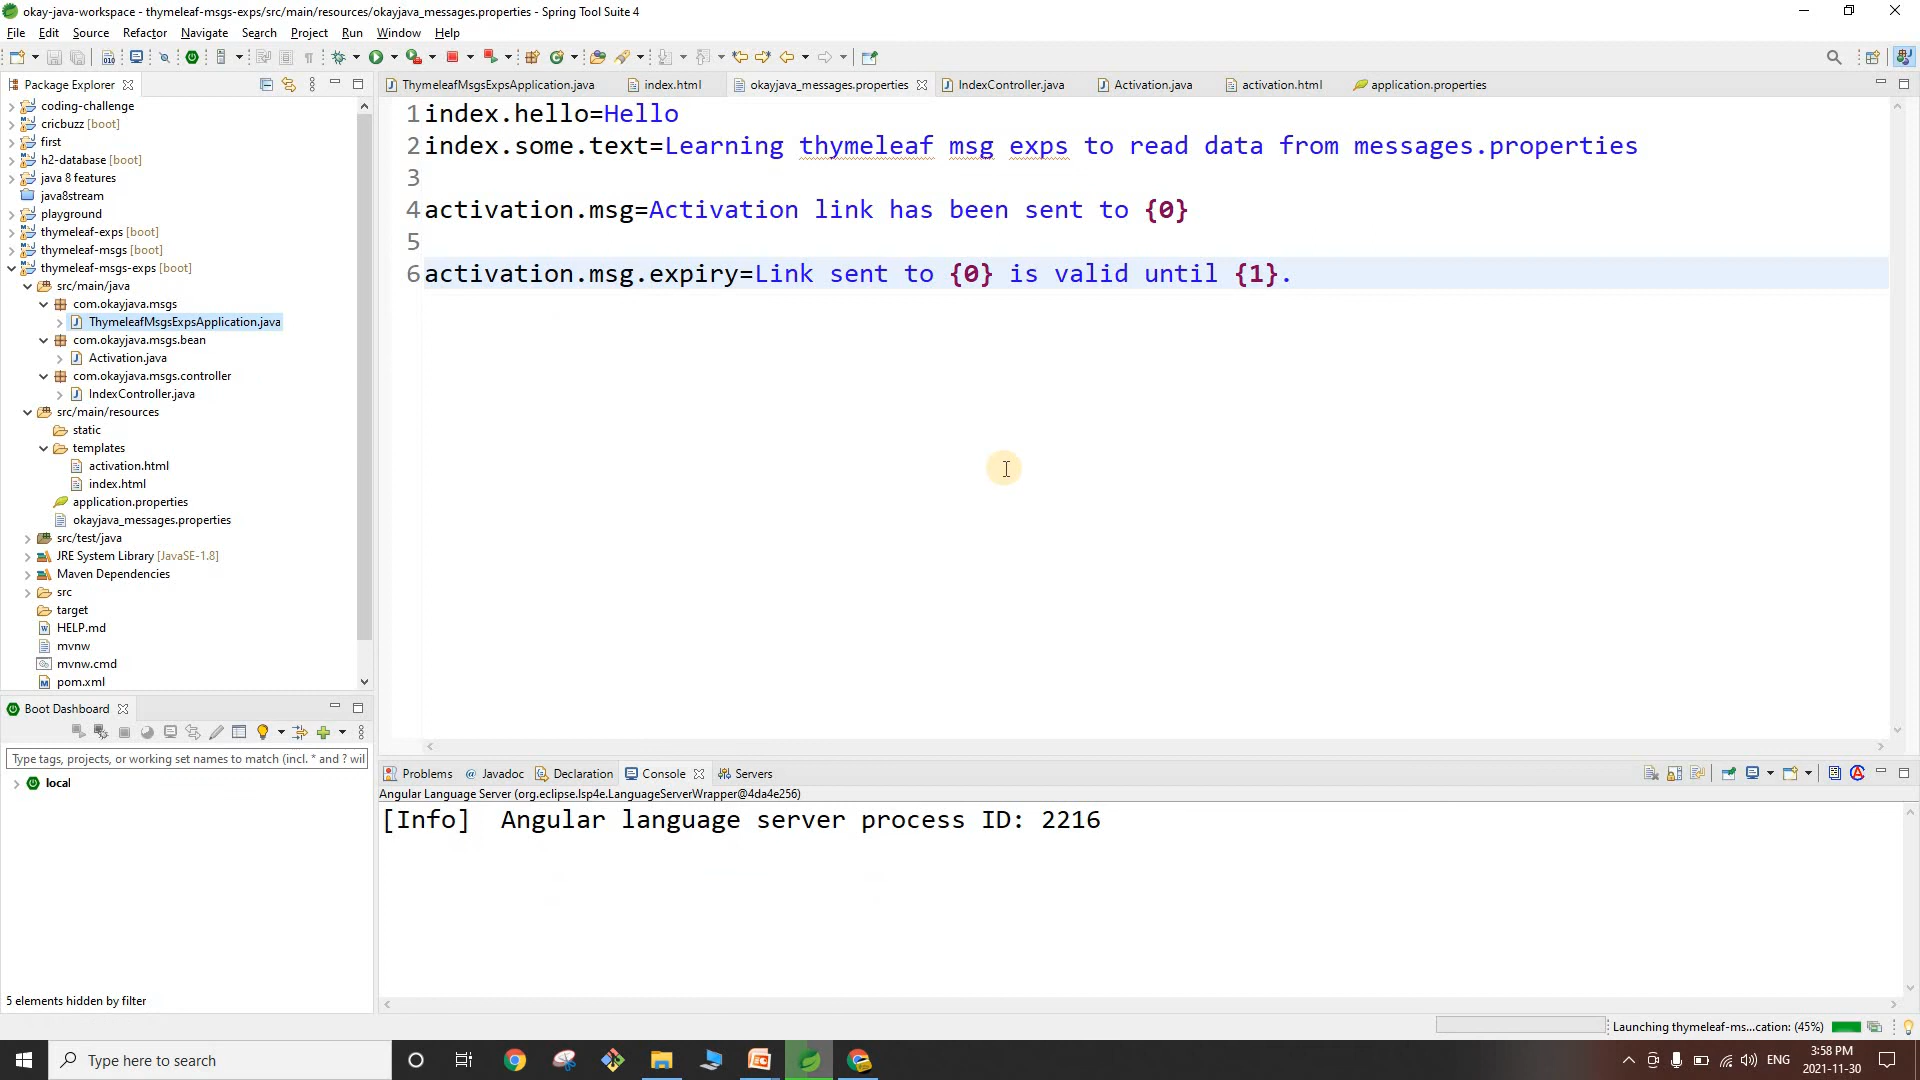 okay-java-workspace - thymeleaf-msgs-exps/src/main/resources/okayjava_messages.properties - Spring Tool Suite 4
File Edit Source Refactor Navigate Search Project Run Window Help
Package Explorer
coding-challenge
cricbuzz [boot]
first
h2-database [boot]
java 8 features
java8stream
playground
thymeleaf-exps [boot]
thymeleaf-msgs [boot]
thymeleaf-msgs-exps [boot]
src/main/java
com.okayjava.msgs
ThymeleafMsgsExpsApplication.java
com.okayjava.msgs.bean
Activation.java
com.okayjava.msgs.controller
IndexController.java
src/main/resources
static
templates
activation.html
index.html
application.properties
okayjava_messages.properties
src/test/java
JRE System Library [JavaSE-1.8]
Maven Dependencies
src
target
HELP.md
mvnw
mvnw.cmd
pom.xml
Boot Dashboard
Type tags, projects, or working set names to match (incl. * and ? wil
local
5 elements hidden by filter
ThymeleafMsgsExpsApplication.java index.html okayjava_messages.properties IndexController.java Activation.java activation.html application.properties
1 index.hello=Hello
2 index.some.text=Learning thymeleaf msg exps to read data from messages.properties
3
4 activation.msg=Activation link has been sent to {0}
5
6 activation.msg.expiry=Link sent to {0} is valid until {1}.
Problems Javadoc Declaration Console Servers
Angular Language Server (org.eclipse.lsp4e.LanguageServerWrapper@4da4e256)
[Info]  Angular language server process ID: 2216
Launching thymeleaf-ms...cation: (45%)
Type here to search
ENG
3:58 PM
2021-11-30